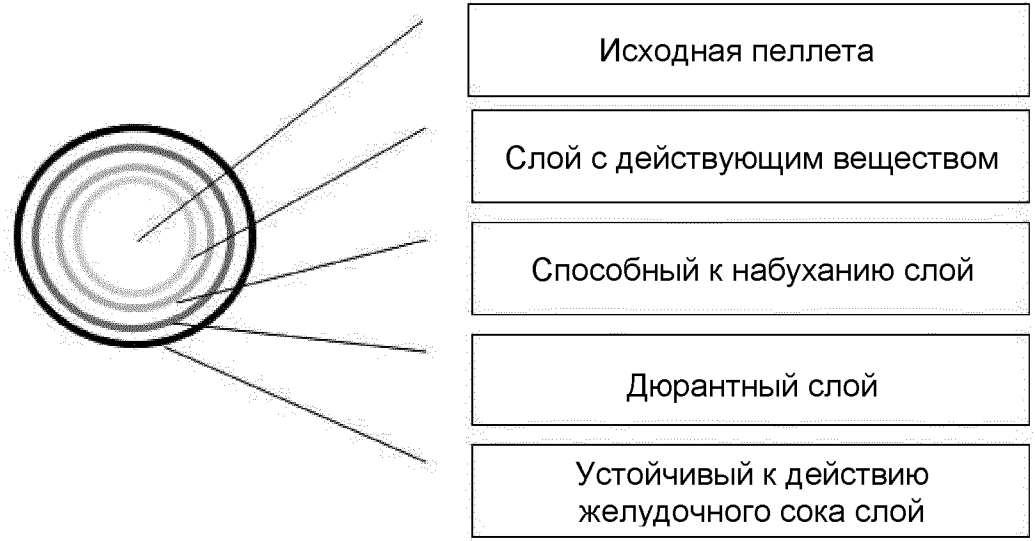 Исходная пеллета
Слой с действующим веществом
Способный к набуханию слой
Дюрантный слой
Устойчивый к действию
желудочного сока слой